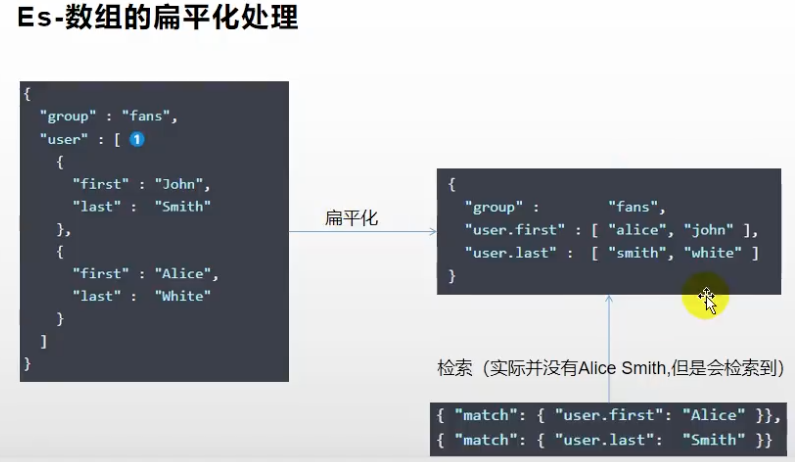 Es-数组的扁平化处理
{
"group" : "fans",
"user" : [ 1
{
"first" : "John",
"last" : "Smith"
},
{
"first" : "Alice",
"last" : "White"
}
]
}
扁平化
{
"group" : "fans",
"user.first" : [ "alice", "john" ],
"user.last" : [ "smith", "white" ]
}
检索（实际并没有Alice Smith,但是会检索到）
{ "match": { "user.first": "Alice" }},
{ "match": { "user.last": "Smith" }}